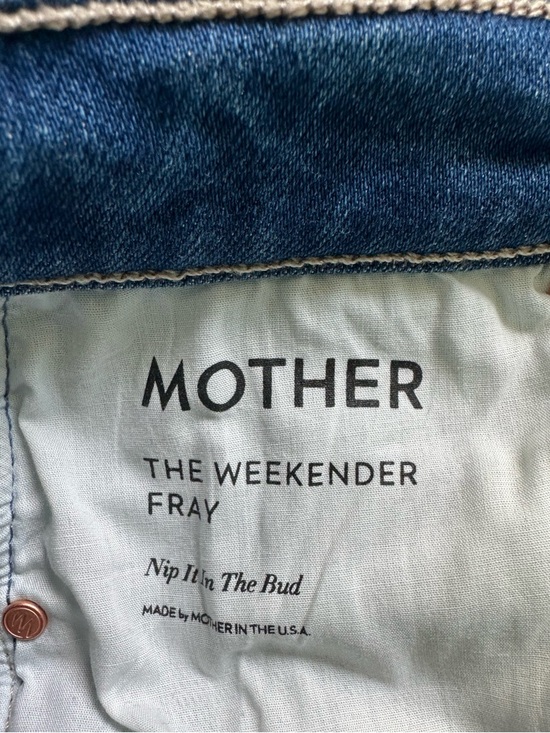 MOTHER
THE WEEKENDER
FRAY
Nip It In The Bud
MADE by MOTHER IN THE U.S.A.
M